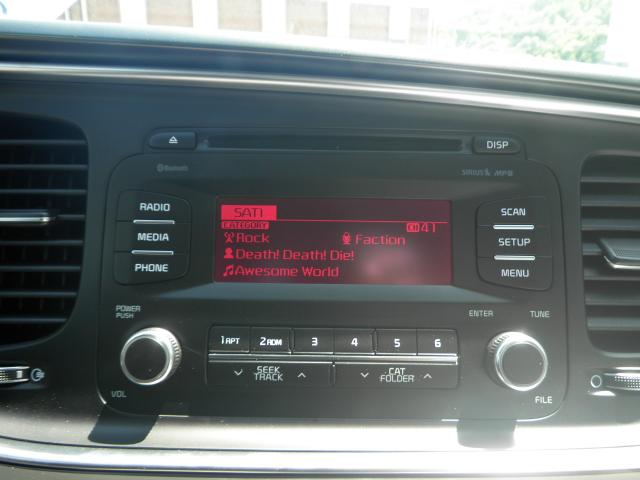 DISP
Bluetooth
SIRIUS MP3
RADIO
MEDIA
PHONE
SAT1
CATEGORY
CH 41
Rock
Faction
Death! Death! Die!
Awesome World
SCAN
SETUP
MENU
POWER
PUSH
ENTER
TUNE
1 RPT
2 RDM
3
4
5
6
SEEK
TRACK
CAT
FOLDER
VOL
FILE